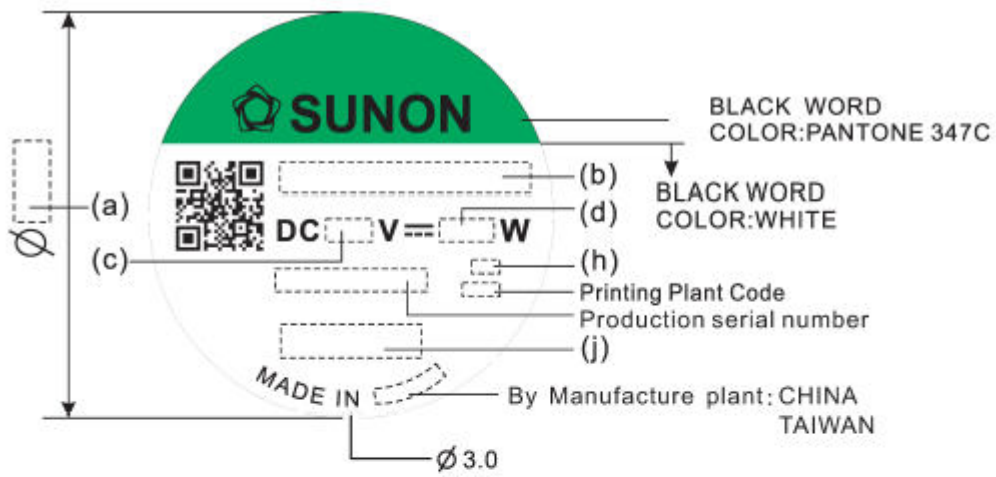 SUNON
BLACK WORD
COLOR:PANTONE 347C
(b)
BLACK WORD
COLOR:WHITE
(a)
(d)
DC V W
(c)
(h)
Printing Plant Code
Production serial number
(j)
MADE IN
By Manufacture plant: CHINA
TAIWAN
Ø
Ø3.0